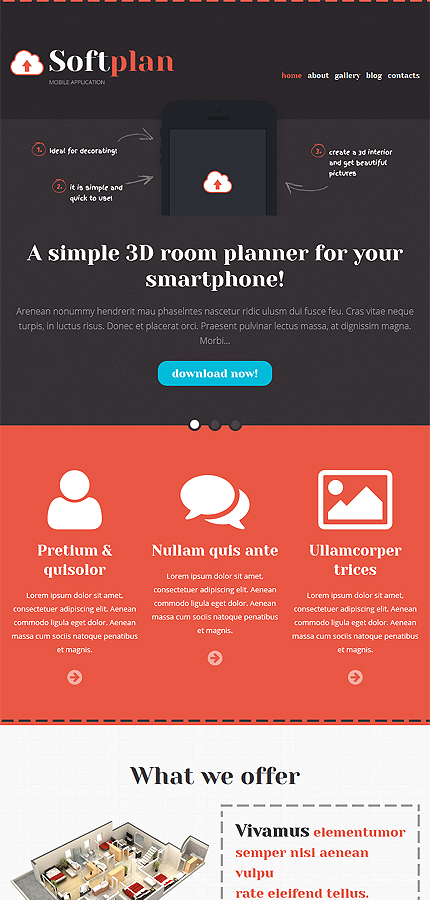 Softplan
MOBILE APPLICATION
home about gallery blog contacts
1. Ideal for decorating!
2. it is simple and
quick to use!
3. create a 3d interior
and get beautiful
pictures
A simple 3D room planner for your
smartphone!
Arenean nonummy hendrerit mau phaselntes nascetur ridic ulusm dul fusce feu. Cras vitae neque
turpis, in luctus risus. Donec et placerat orci. Praesent pulvinar lectus massa, at dignissim magna.
Morbi...
download now!
Pretium &
quisolor
Lorem ipsum dolor sit amet,
consectetuer adipiscing elit. Aenean
commodo ligula eget dolor. Aenean
massa cum sociis natoque penatibus
et magnis.
Nullam quis ante
Lorem ipsum dolor sit amet,
consectetuer adipiscing elit. Aenean
commodo ligula eget dolor. Aenean
massa cum sociis natoque penatibus
et magnis.
Ullamcorper
trices
Lorem ipsum dolor sit amet,
consectetuer adipiscing elit. Aenean
commodo ligula eget dolor. Aenean
massa cum sociis natoque penatibus
et magnis.
What we offer
Vivamus elementumor
semper nisi aenean
vulpu
rate eleifend tellus.